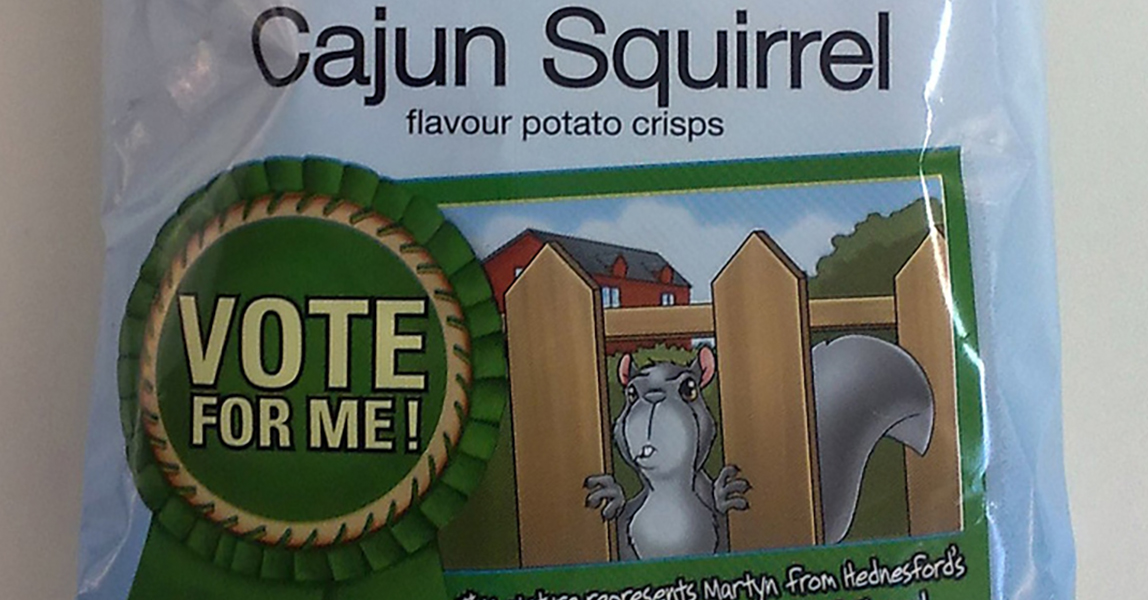 Cajun Squirrel
flavour potato crisps
VOTE
FOR ME!
represents Martyn from Hednesford's